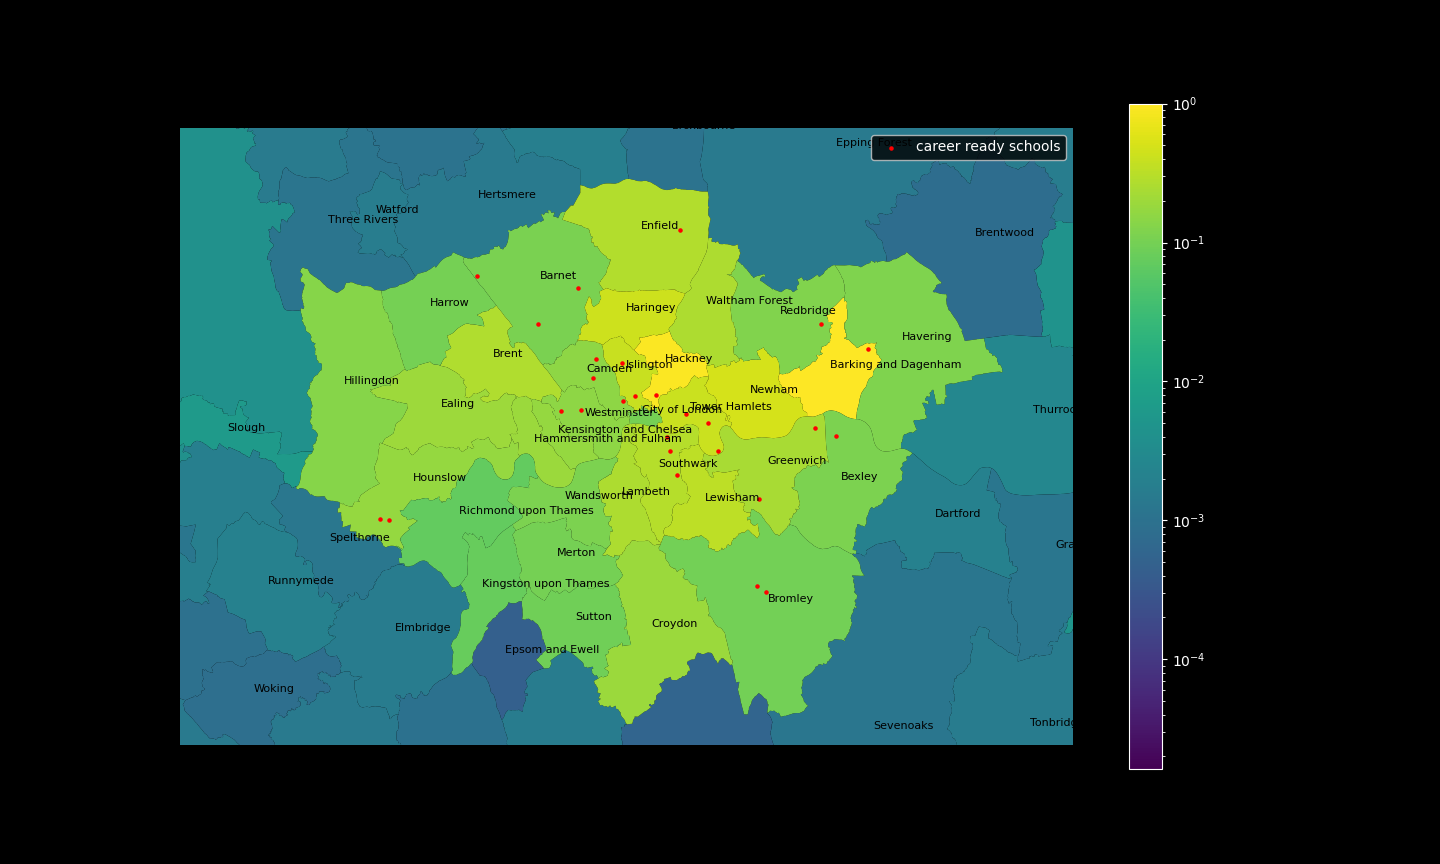 10⁰
Epping Forest
career ready schools
Hertsmere
Watford
Three Rivers
Enfield
Brentwood
10⁻¹
Barnet
Harrow
Waltham Forest
Haringey
Redbridge
Havering
Brent
Hackney
Islington
Camden
Barking and Dagenham
Hillingdon
10⁻²
Newham
Ealing
Tower Hamlets
City of London
Westminster
Thurroc
Slough
Kensington and Chelsea
Hammersmith and Fulham
Greenwich
Southwark
Hounslow
Bexley
Lambeth
Wandsworth
Lewisham
Richmond upon Thames
Dartford
10⁻³
Spelthorne
Gra
Merton
Runnymede
Kingston upon Thames
Bromley
Sutton
Croydon
Elmbridge
Epsom and Ewell
10⁻⁴
Woking
Tonbridg
Sevenoaks